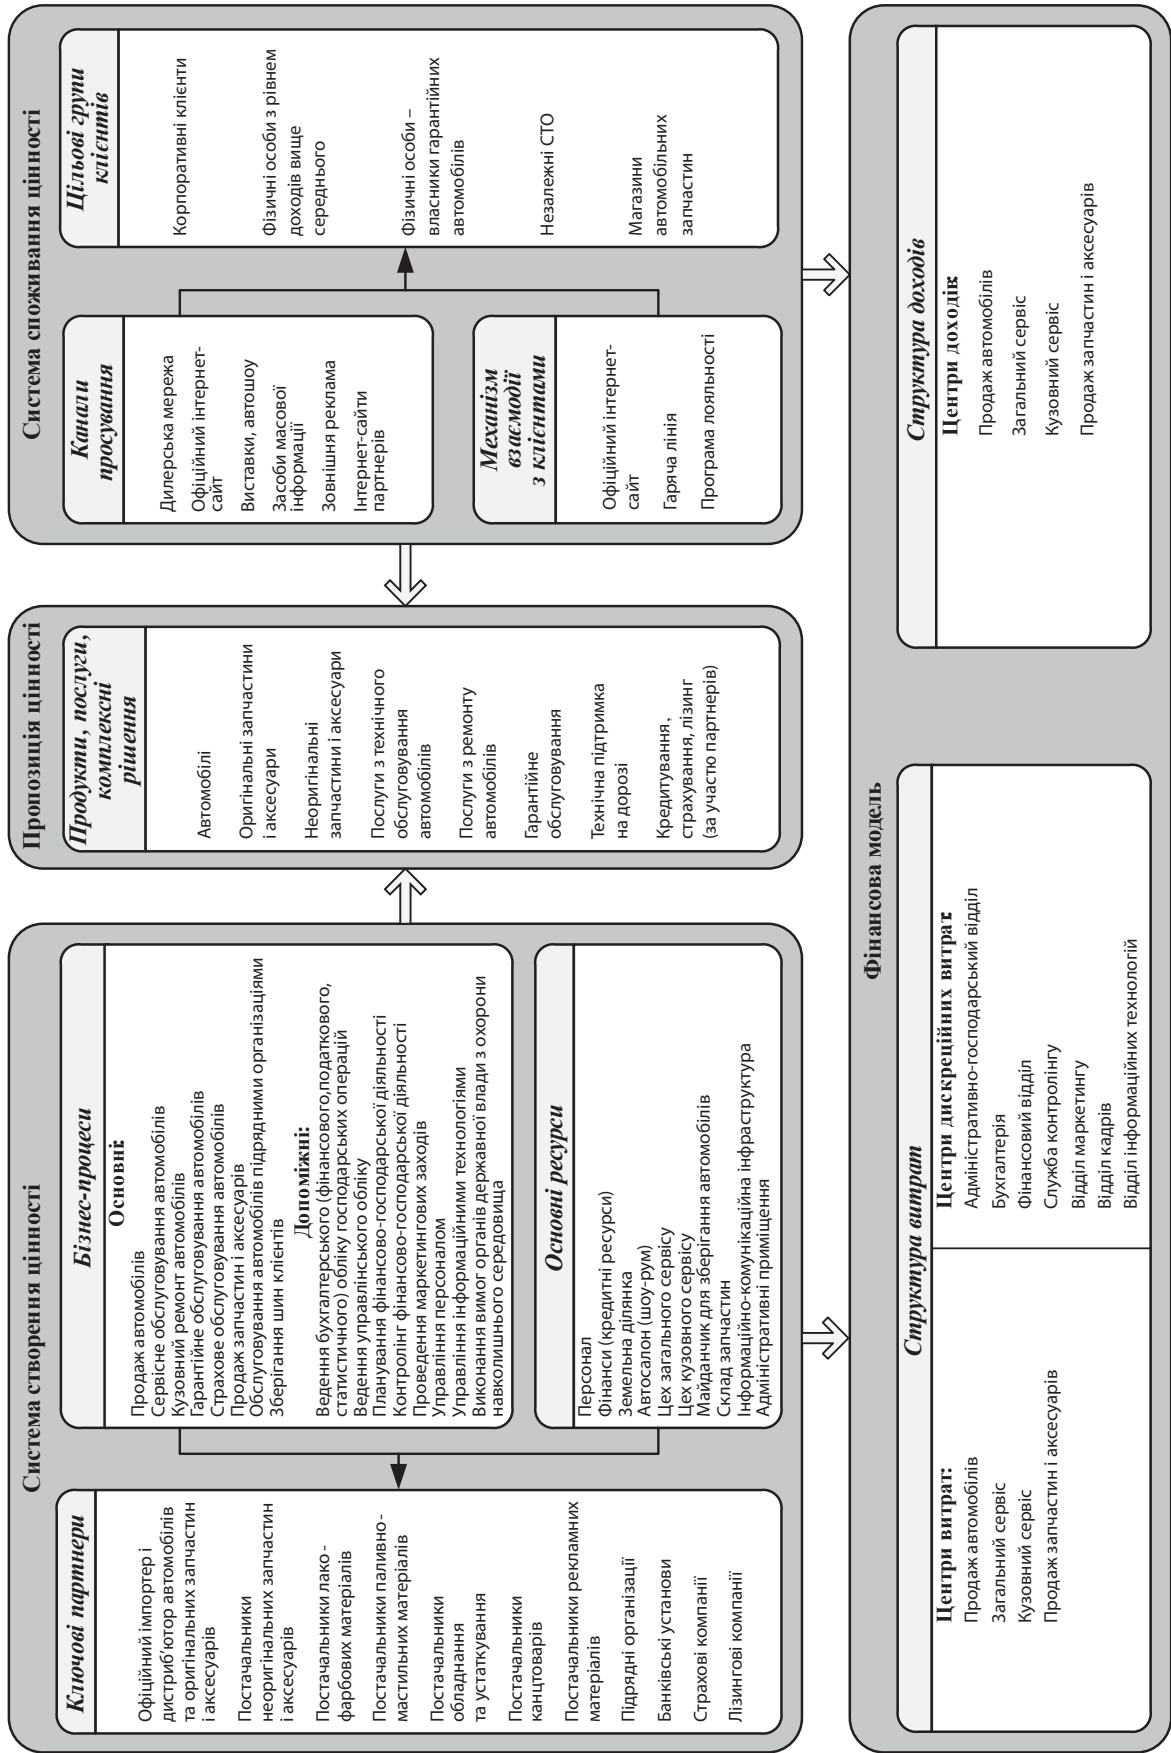 Система створення цінності
Ключові партнери
Офіційний імпортер і
дистриб'ютор автомобілів
та оригінальних запчастин
і аксесуарів
Постачальники
неоригінальних запчастин
і аксесуарів
Постачальники лако-
фарбових матеріалів
Постачальники паливно-
мастильних матеріалів
Постачальники
обладнання
та устаткування
Постачальники
канцтоварів
Постачальники рекламних
матеріалів
Підрядні організації
Банківські установи
Страхові компанії
Лізингові компанії
Бізнес-процеси
Основні:
Продаж автомобілів
Сервісне обслуговування автомобілів
Кузовний ремонт автомобілів
Гарантійне обслуговування автомобілів
Страхове обслуговування автомобілів
Продаж запчастин і аксесуарів
Обслуговування автомобілів підрядними організаціями
Зберігання шин клієнтів
Допоміжні:
Ведення бухгалтерського (фінансового,податкового,
статистичного) обліку господарських операцій
Ведення управлінського обліку
Планування фінансово-господарської діяльності
Контролінг фінансово-господарської діяльності
Проведення маркетингових заходів
Управління персоналом
Управління інформаційними технологіями
Виконання вимог органів державної влади з охорони
навколишнього середовища
Основні ресурси
Персонал
Фінанси (кредитні ресурси)
Земельна ділянка
Автосалон (шоу-рум)
Цех загального сервісу
Цех кузовного сервісу
Майданчик для зберігання автомобілів
Склад запчастин
Інформаційно-комунікаційна інфраструктура
Адміністративні приміщення
Пропозиція цінності
Продукти, послуги,
комплексні
рішення
Автомобілі
Оригінальні запчастини
і аксесуари
Неоригінальні
запчастини і аксесуари
Послуги з технічного
обслуговування
автомобілів
Послуги з ремонту
автомобілів
Гарантійне
обслуговування
Технічна підтримка
на дорозі
Кредитування,
страхування, лізинг
(за участю партнерів)
Система споживання цінності
Канали
просування
Дилерська мережа
Офіційний інтернет-
сайт
Виставки, автошоу
Засоби масової
інформації
Зовнішня реклама
Інтернет-сайти
партнерів
Механізм
взаємодії
з клієнтами
Офіційний інтернет-
сайт
Гаряча лінія
Програма лояльності
Цільові групи
клієнтів
Корпоративні клієнти
Фізичні особи з рівнем
доходів вище
середнього
Фізичні особи –
власники гарантійних
автомобілів
Незалежні СТО
Магазини
автомобільних
запчастин
Фінансова модель
Структура витрат
Центри витрат:
Продаж автомобілів
Загальний сервіс
Кузовний сервіс
Продаж запчастин і аксесуарів
Центри дискреційних витрат:
Адміністративно-господарський відділ
Бухгалтерія
Фінансовий відділ
Служба контролінгу
Відділ маркетингу
Відділ кадрів
Відділ інформаційних технологій
Структура доходів
Центри доходів:
Продаж автомобілів
Загальний сервіс
Кузовний сервіс
Продаж запчастин і аксесуарів